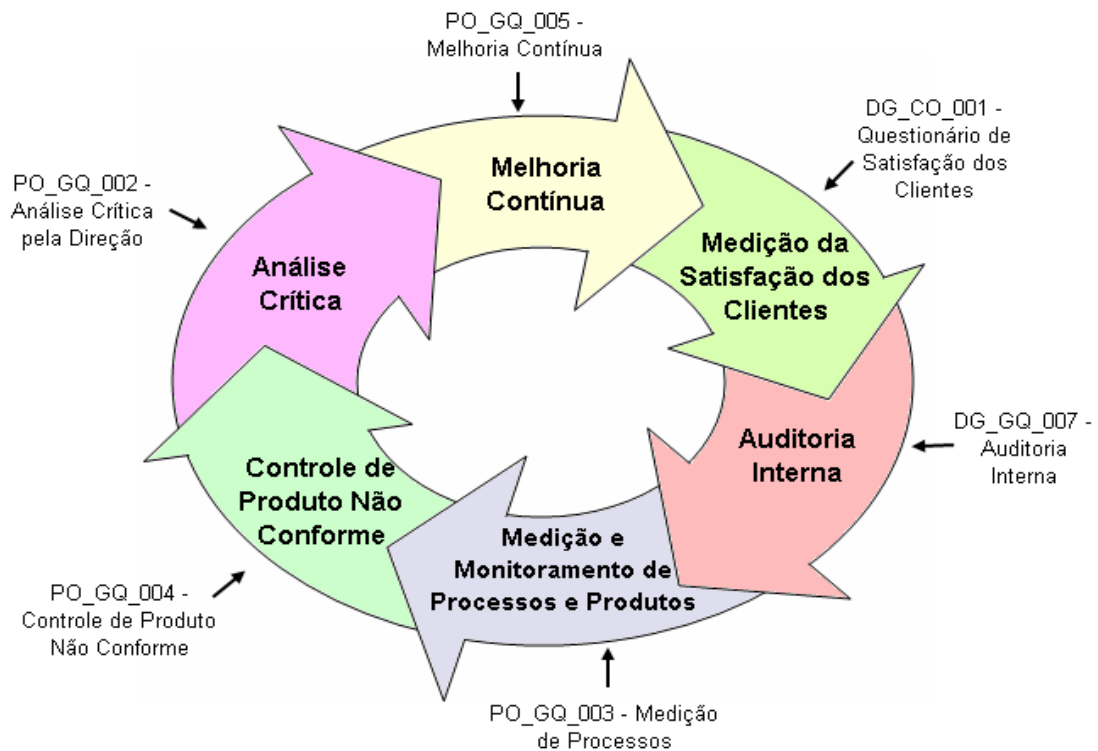 PO_GQ_005 -
Melhoria Contínua
DG_CO_001 -
Questionário de
Satisfação dos
Clientes
PO_GQ_002 -
Análise Crítica
pela Direção
Melhoria
Contínua
Medição da
Satisfação dos
Clientes
Análise
Crítica
DG_GQ_007 -
Auditoria
Interna
Auditoria
Interna
Controle de
Produto Não
Conforme
Medição e
Monitoramento de
Processos e Produtos
PO_GQ_004 -
Controle de Produto
Não Conforme
PO_GQ_003 - Medição
de Processos